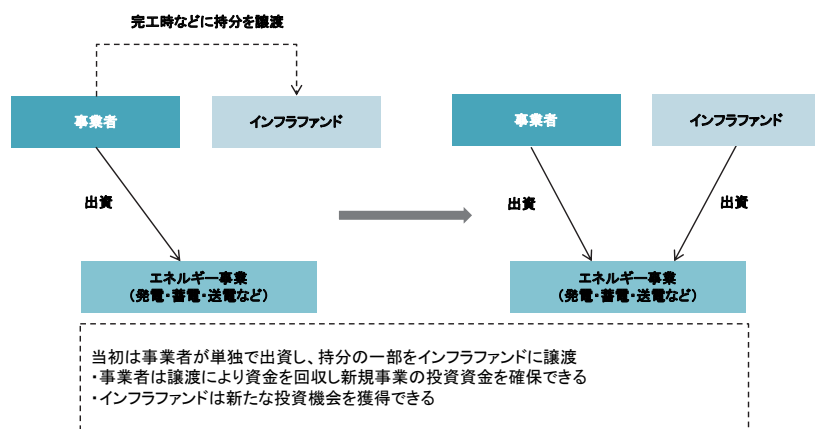 完工時などに持分を譲渡
事業者
インフラファンド
出資
エネルギー事業
(発電・蓄電・送電など)
事業者
インフラファンド
出資
出資
エネルギー事業
(発電・蓄電・送電など)
当初は事業者が単独で出資し、持分の一部をインフラファンドに譲渡
・事業者は譲渡により資金を回収し新規事業の投資資金を確保できる
・インフラファンドは新たな投資機会を獲得できる